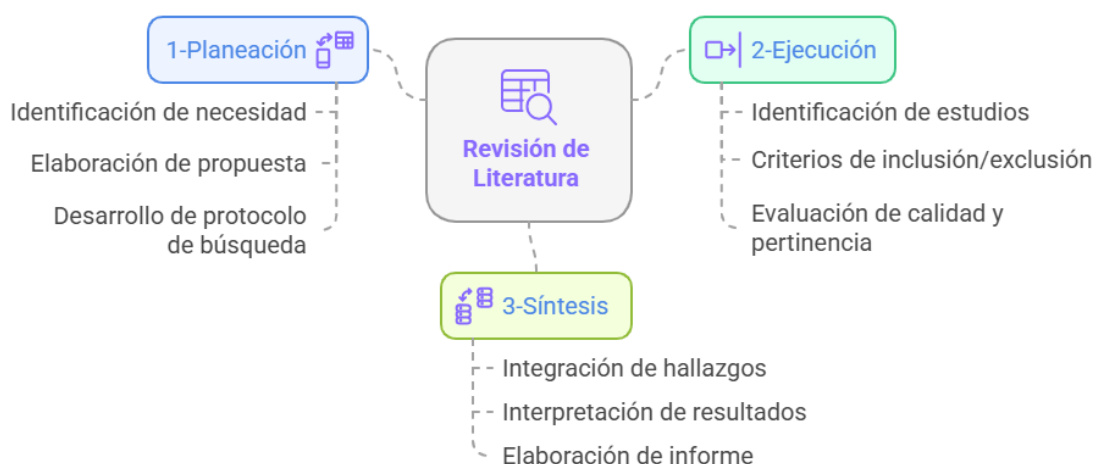 1-Planeación
Identificación de necesidad
Elaboración de propuesta
Desarrollo de protocolo
de búsqueda
Revisión de
Literatura
2-Ejecución
Identificación de estudios
Criterios de inclusión/exclusión
Evaluación de calidad y
pertinencia
3-Síntesis
Integración de hallazgos
Interpretación de resultados
Elaboración de informe